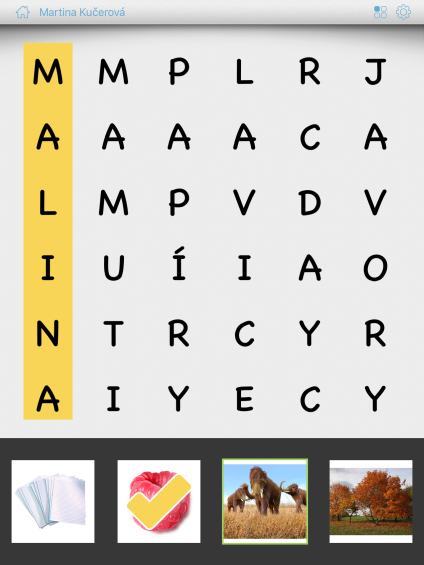 Martina Kučerová
M M P L R J
A A A A C A
L M P V D V
I U Í I A O
N T R C Y R
A I Y E C Y